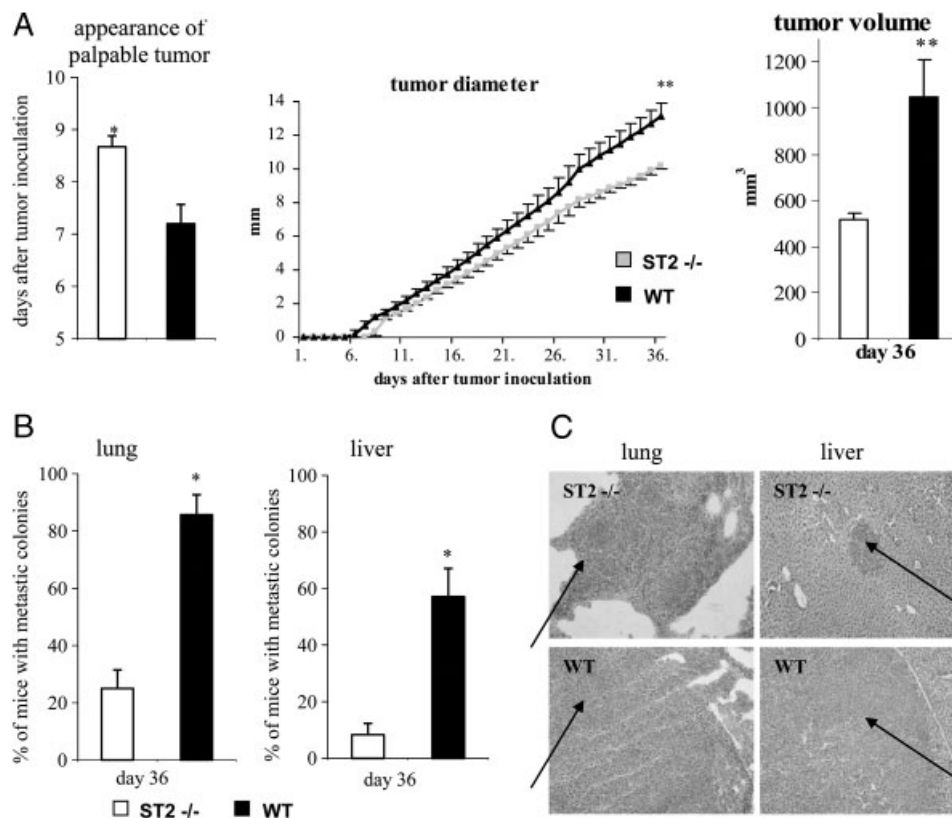 A
appearance of
palpable tumor
days after tumor inoculation
9
8
7
6
5
*
tumor diameter
mm
14
12
10
8
6
4
2
0
**
1. 6. 11. 16. 21. 26. 31. 36.
days after tumor inoculation
ST2 -/-
WT
tumor volume
mm3
1200
1000
800
600
400
200
0
**
day 36
B
lung
% of mice with metastic colonies
100
80
60
40
20
0
*
day 36
liver
% of mice with metastic colonies
100
80
60
40
20
0
*
day 36
ST2 -/- WT
C
lung liver
ST2 -/- ST2 -/-
WT WT